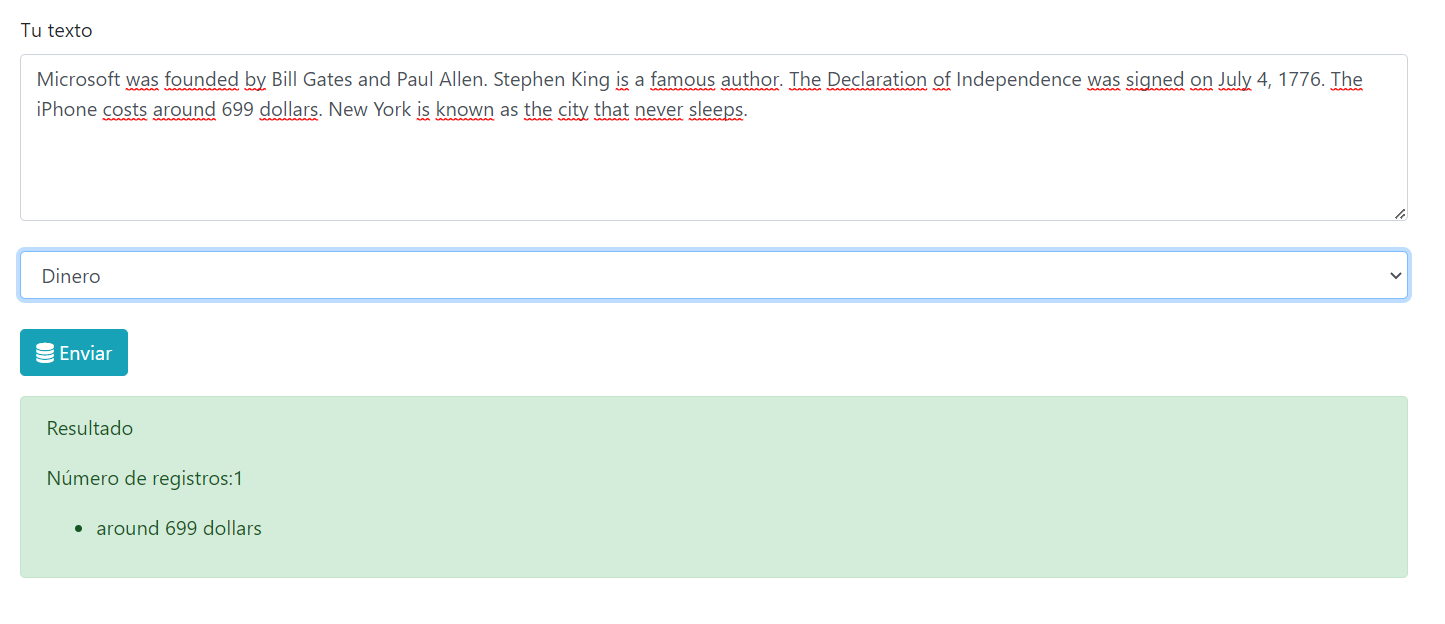 Tu texto
Microsoft was founded by Bill Gates and Paul Allen. Stephen King is a famous author. The Declaration of Independence was signed on July 4, 1776. The
iPhone costs around 699 dollars. New York is known as the city that never sleeps.
Dinero
Enviar
Resultado
Número de registros:1
• around 699 dollars